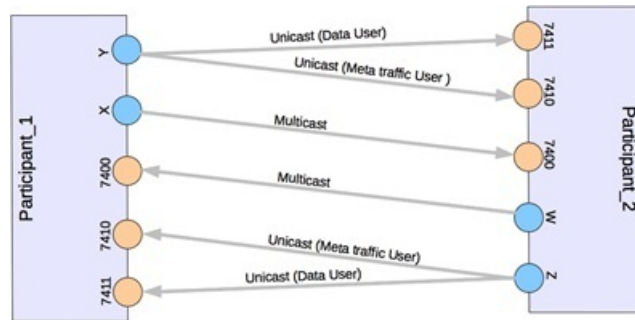 Participant_1
Y
X
7400
7410
7411
Unicast (Data User)
Unicast (Meta traffic User )
Multicast
Multicast
Unicast (Meta traffic User)
Unicast (Data User)
7411
7410
7400
W
Z
Participant_2